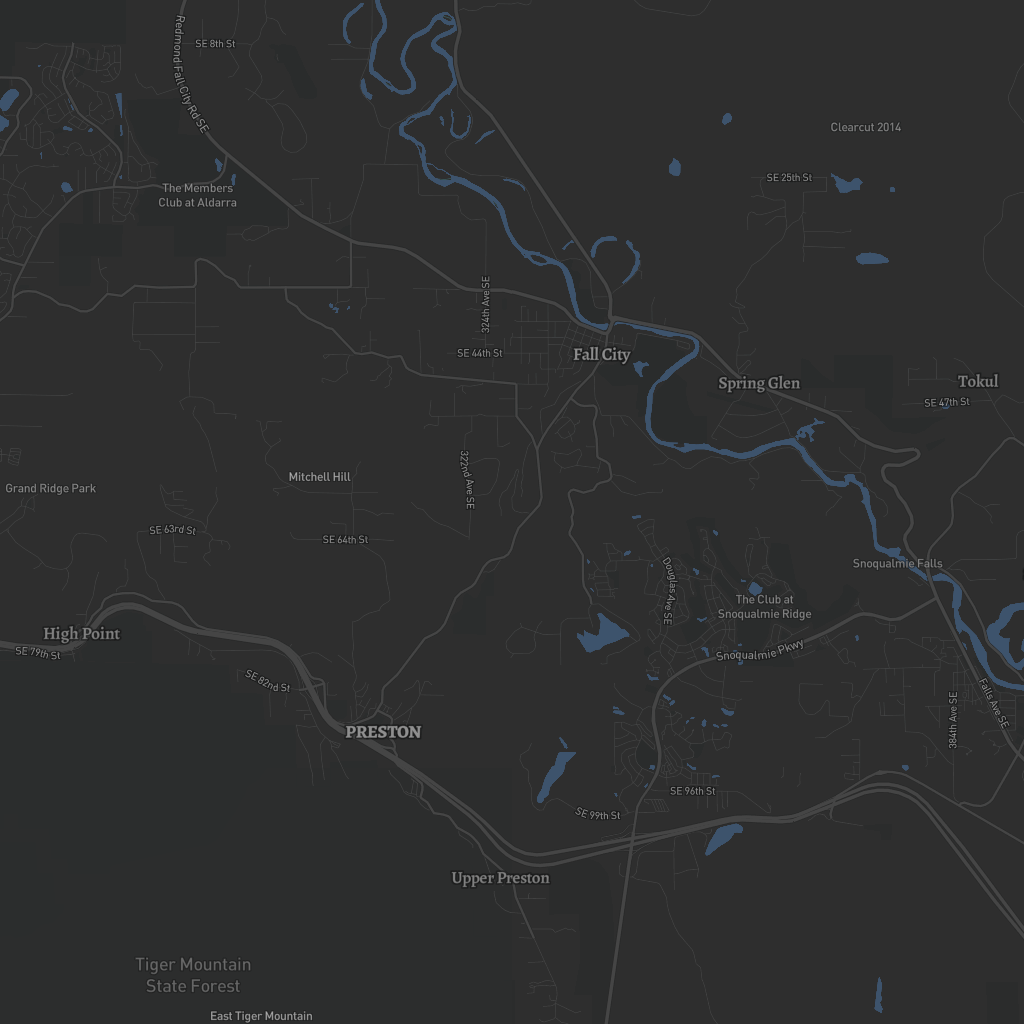 SE 8th St
Redmond Fall City Rd SE
Clearcut 2014
SE 25th St
The Members
Club at Aldarra
324th Ave SE
SE 44th St
Fall City
Spring Glen
Tokul
SE 47th St
322nd Ave SE
Mitchell Hill
Grand Ridge Park
SE 63rd St
SE 64th St
Snoqualmie Falls
Douglas Ave SE
The Club at
Snoqualmie Ridge
High Point
SE 79th St
Snoqualmie Pkwy
SE 82nd St
Falls Ave SE
384th Ave SE
PRESTON
SE 96th St
SE 99th St
Upper Preston
Tiger Mountain
State Forest
East Tiger Mountain